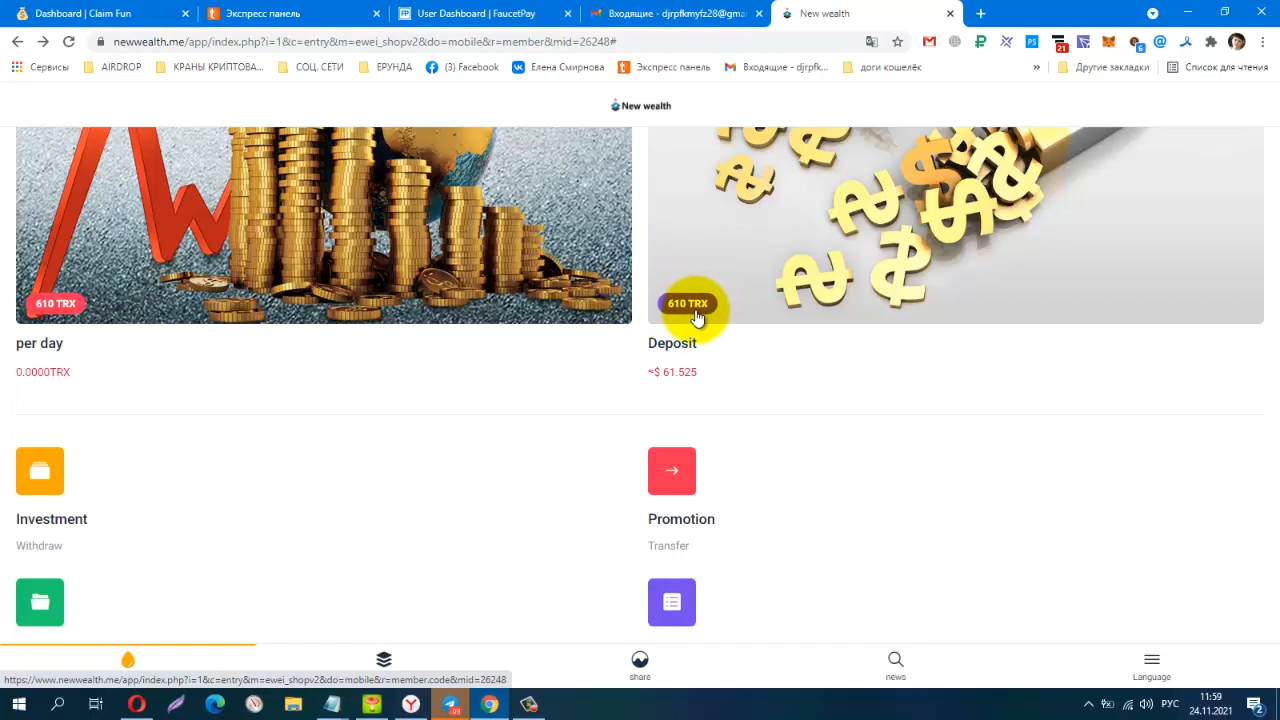 Dashboard | Claim Fun
Экспресс панель
User Dashboard | FaucetPay
Входящие - djrpfkmyfz28@gmai
New wealth
newwealth.me/app/index.php?i=1&c=entry&m=ewei_shopv2&do=mobile&r=member&mid=26248#
21
6
Сервисы
AIRDROP
КРАНЫ КРИПТОВА...
СОЦ. СЕТИ
ЕРУНДА
(3) Facebook
Елена Смирнова
Экспресс панель
Входящие - djrpfk...
доги кошелёк
»
Другие закладки
Список для чтения
New wealth
610 TRX
610 TRX
per day
Deposit
0.0000TRX
≈$ 61.525
Investment
Promotion
Withdraw
Transfer
share
news
Language
https://www.newwealth.me/app/index.php?i=1&c=entry&m=ewei_shopv2&do=mobile&r=member.code&mid=26248
РУС
11:59
24.11.2021
2